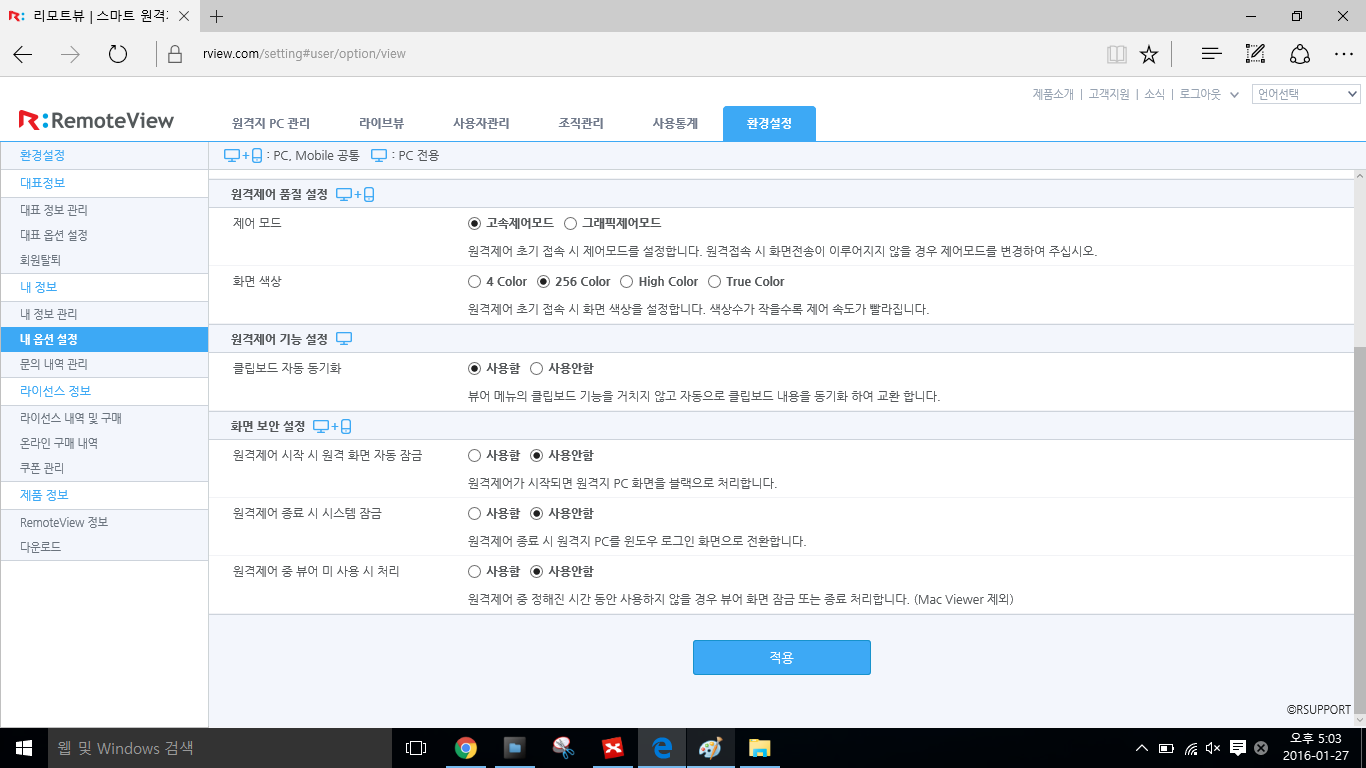 리모트뷰 | 스마트 원격
rview.com/setting#user/option/view
제품소개 | 고객지원 | 소식 | 로그아웃 언어선택
RemoteView 원격지 PC 관리 라이브뷰 사용자관리 조직관리 사용통계 환경설정
환경설정
대표정보
대표 정보 관리
대표 옵션 설정
회원탈퇴
내 정보
내 정보 관리
내 옵션 설정
문의 내역 관리
라이선스 정보
라이선스 내역 및 구매
온라인 구매 내역
쿠폰 관리
제품 정보
RemoteView 정보
다운로드
: PC, Mobile 공통 : PC 전용
원격제어 품질 설정
제어 모드 고속제어모드 그래픽제어모드
원격제어 초기 접속 시 제어모드를 설정합니다. 원격접속 시 화면전송이 이루어지지 않을 경우 제어모드를 변경하여 주십시오.
화면 색상 4 Color 256 Color High Color True Color
원격제어 초기 접속 시 화면 색상을 설정합니다. 색상수가 작을수록 제어 속도가 빨라집니다.
원격제어 기능 설정
클립보드 자동 동기화 사용함 사용안함
뷰어 메뉴의 클립보드 기능을 거치지 않고 자동으로 클립보드 내용을 동기화 하여 교환 합니다.
화면 보안 설정
원격제어 시작 시 원격 화면 자동 잠금 사용함 사용안함
원격제어가 시작되면 원격지 PC 화면을 블랙으로 처리합니다.
원격제어 종료 시 시스템 잠금 사용함 사용안함
원격제어 종료 시 원격지 PC를 윈도우 로그인 화면으로 전환합니다.
원격제어 중 뷰어 미 사용 시 처리 사용함 사용안함
원격제어 중 정해진 시간 동안 사용하지 않을 경우 뷰어 화면 잠금 또는 종료 처리합니다. (Mac Viewer 제외)
적용
©RSUPPORT
웹 및 Windows 검색
오후 5:03
2016-01-27